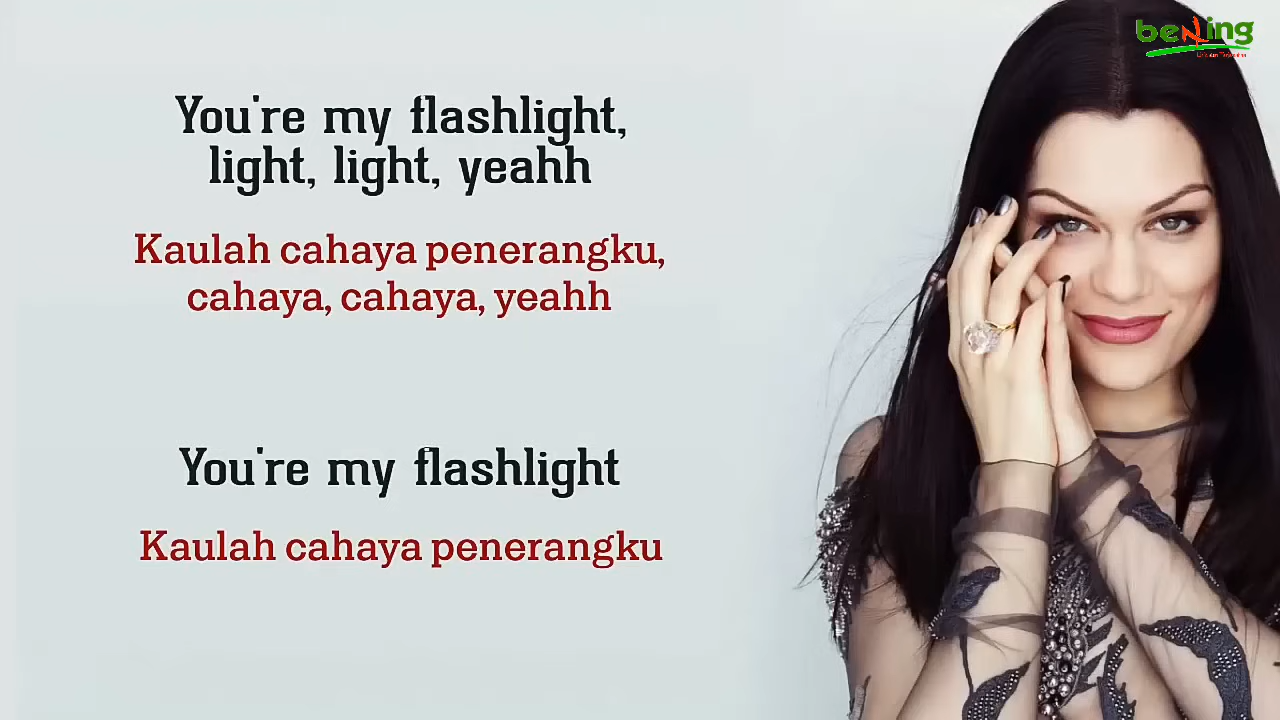 bening
You're my flashlight,
light, light, yeahh
Kaulah cahaya penerangku,
cahaya, cahaya, yeahh
You're my flashlight
Kaulah cahaya penerangku